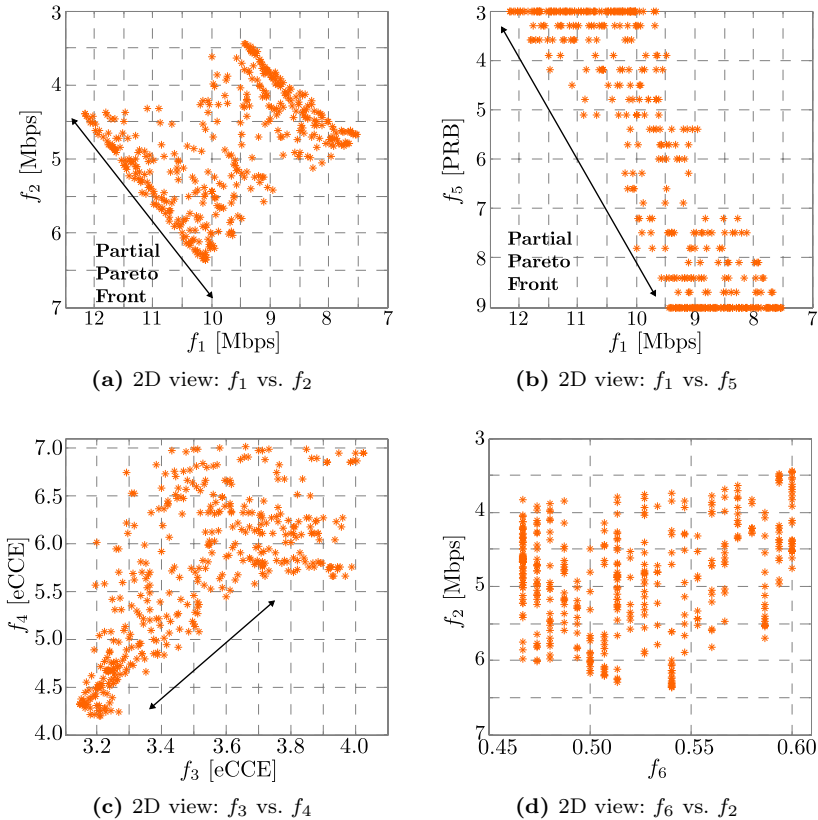 3
4
5
6
7
f2 [Mbps]
Partial
Pareto
Front
12 11 10 9 8 7
f1 [Mbps]
(a) 2D view: f1 vs. f2
3
4
5
6
7
8
9
f5 [PRB]
Partial
Pareto
Front
12 11 10 9 8 7
f1 [Mbps]
(b) 2D view: f1 vs. f5
7.0
6.5
6.0
5.5
5.0
4.5
4.0
f4 [eCCE]
3.2 3.4 3.6 3.8 4.0
f3 [eCCE]
(c) 2D view: f3 vs. f4
3
4
5
6
7
f2 [Mbps]
0.45 0.50 0.55 0.60
f6
(d) 2D view: f6 vs. f2